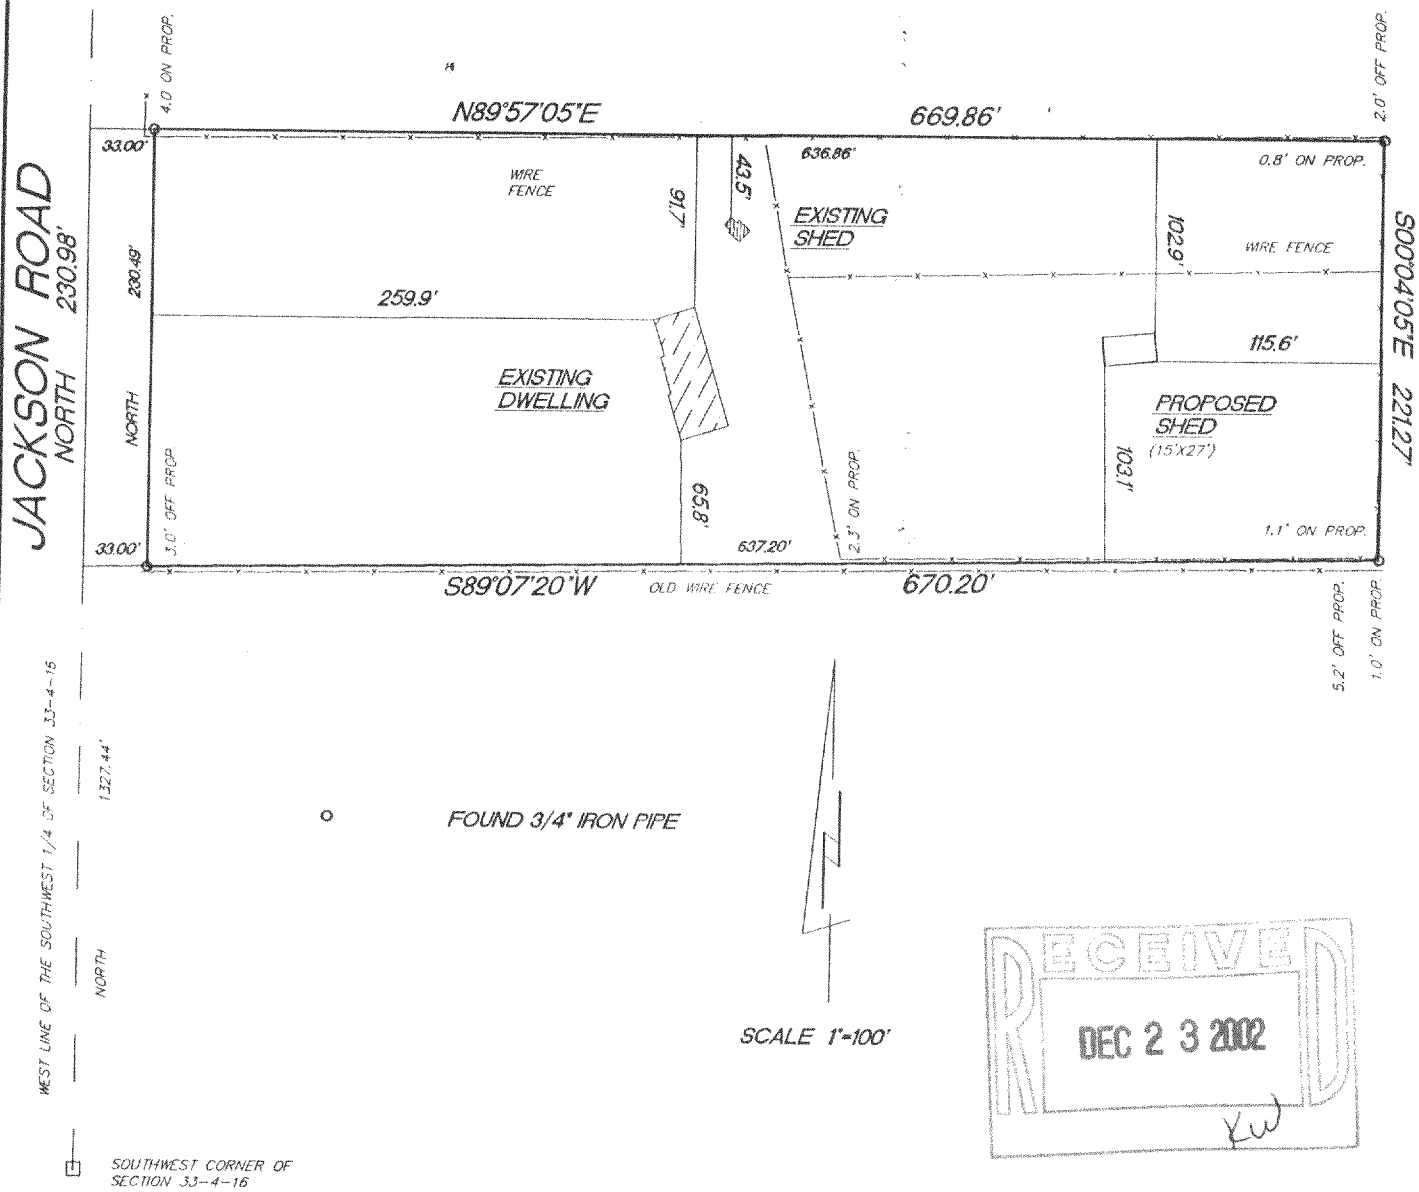 4.0 ON PROP.
2.0' OFF PROP.
N89°57'05"E
669.86'
33.00'
636.86'
0.8' ON PROP.
WIRE
FENCE
91.7'
43.5'
EXISTING
SHED
102.9'
WIRE FENCE
JACKSON ROAD
NORTH 230.98'
230.49'
NORTH
259.9'
115.6'
S00°04'05"E 221.27'
EXISTING
DWELLING
PROPOSED
SHED
(15'X27')
3.0' OFF PROP.
65.8'
2.3' ON PROP.
103.1'
1.1' ON PROP.
33.00'
637.20'
S89°07'20"W
OLD WIRE FENCE
670.20'
5.2' OFF PROP.
1.0' ON PROP.
WEST LINE OF THE SOUTHWEST 1/4 OF SECTION 33-4-16
1327.44'
NORTH
FOUND 3/4" IRON PIPE
SCALE 1"=100'
RECEIVED
DEC 23 2002
KW
SOUTHWEST CORNER OF
SECTION 33-4-16